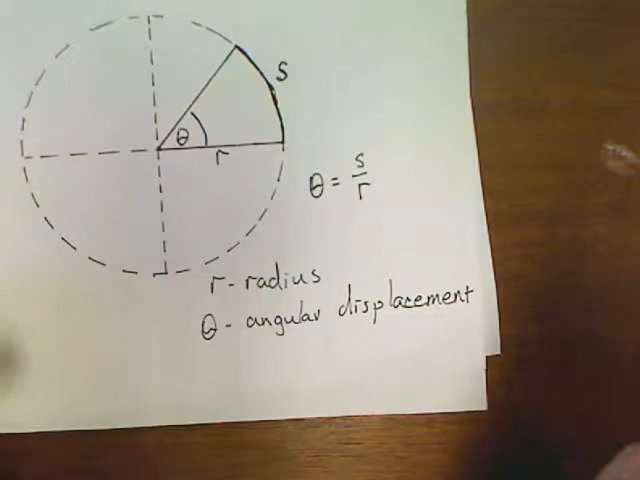 S
θ
r
θ = s/r
r - radius
θ - angular displacement